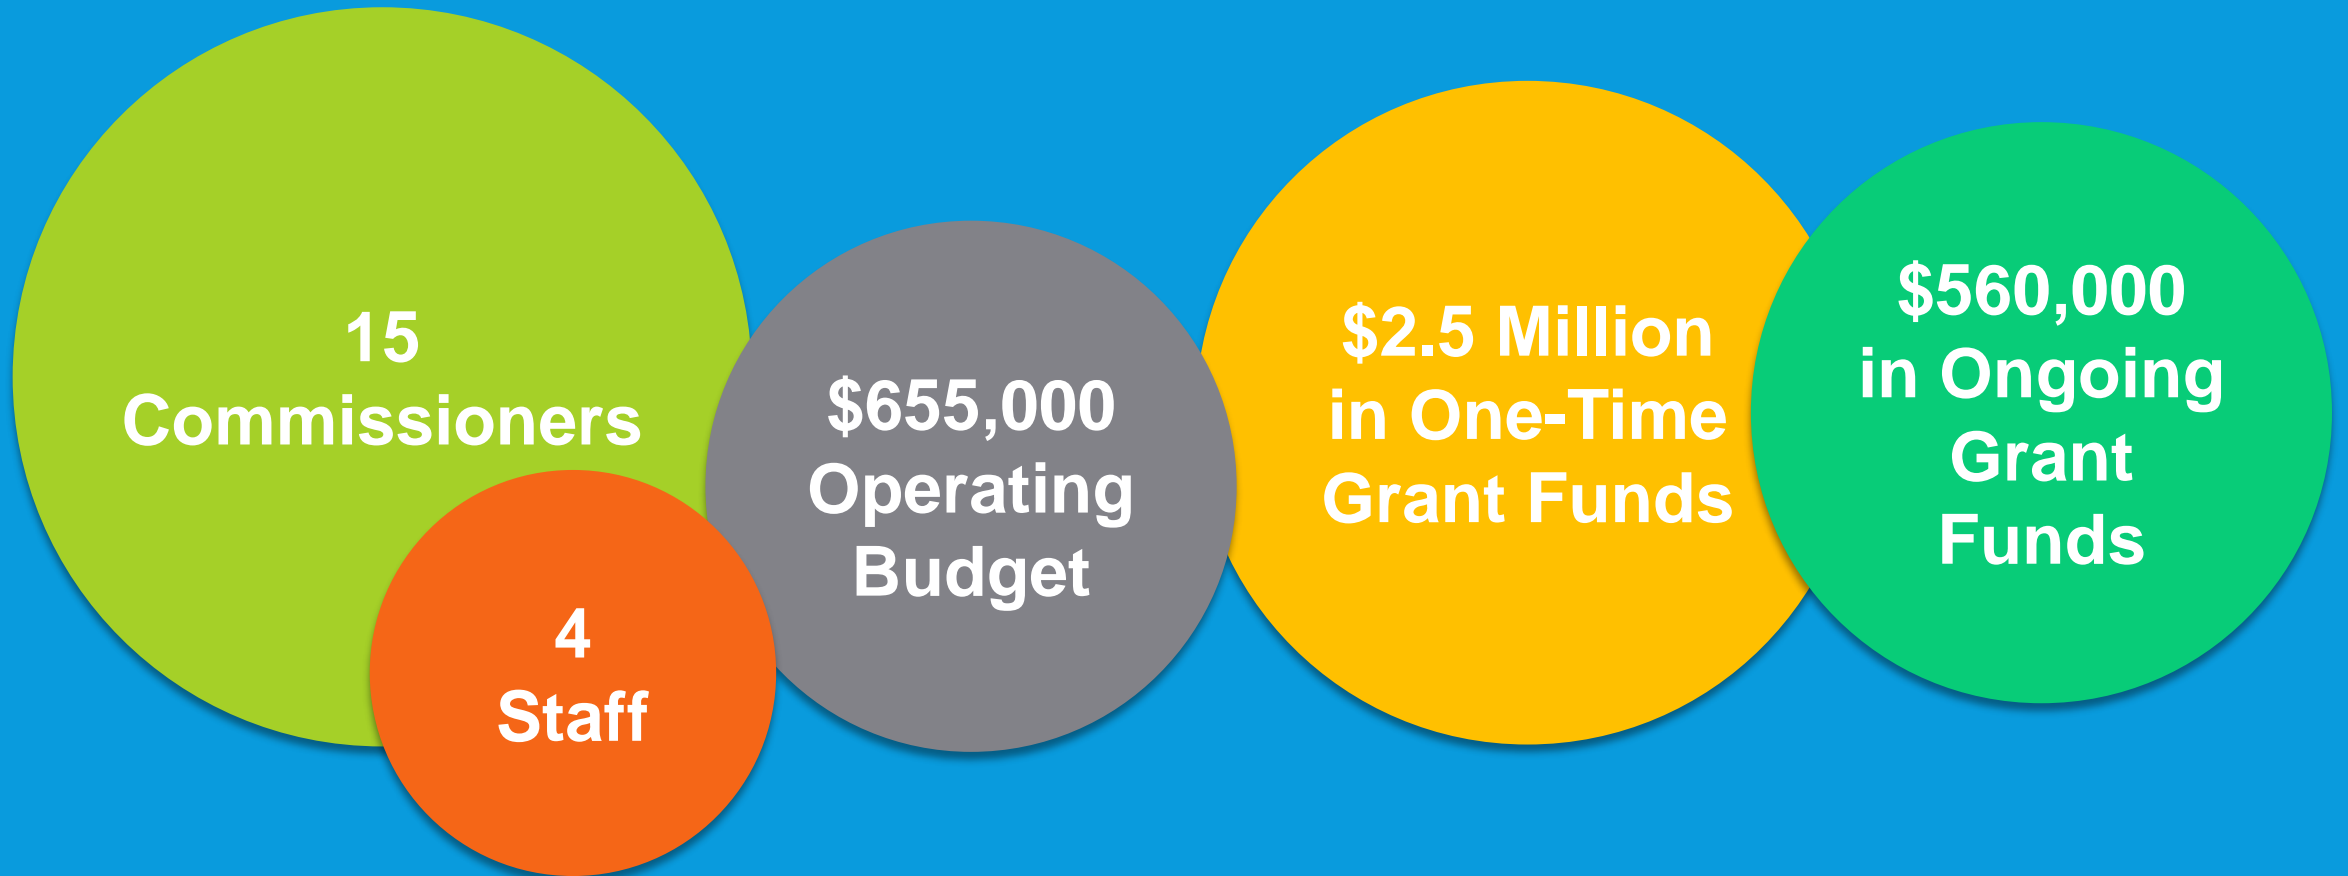 15
Commissioners
4
Staff
$655,000
Operating
Budget
$2.5 Million
in One-Time
Grant Funds
$560,000
in Ongoing
Grant
Funds